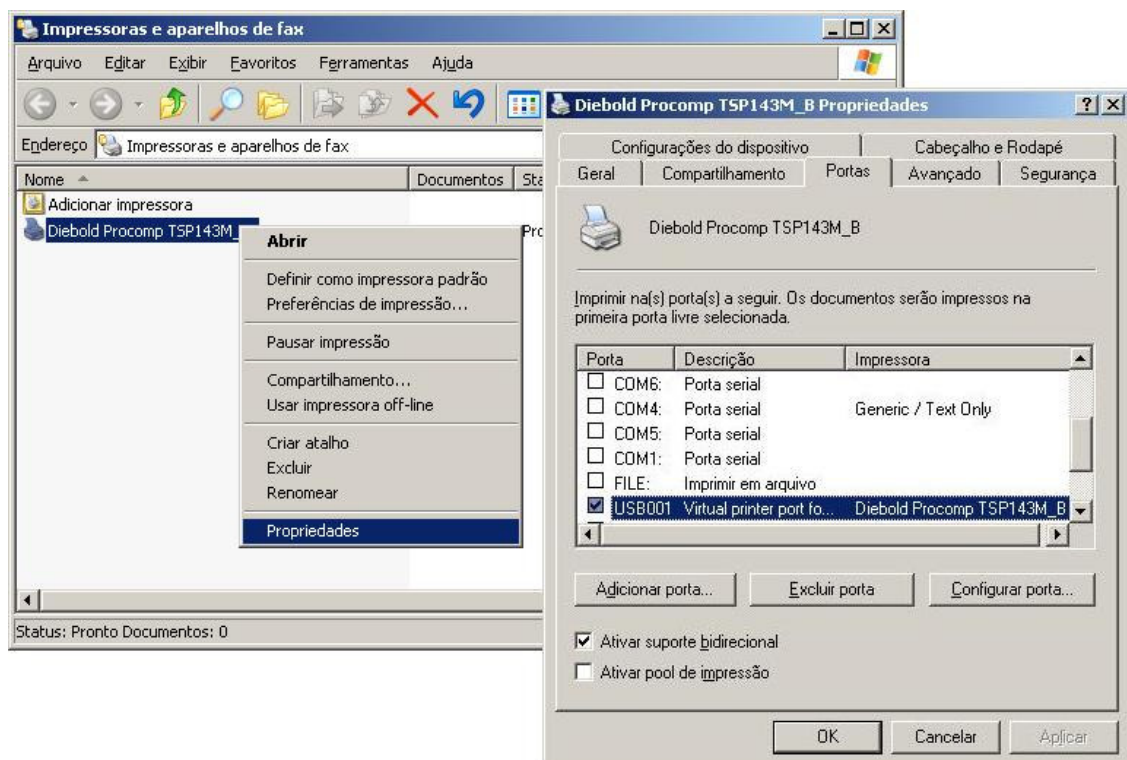 Impressoras e aparelhos de fax
Arquivo Editar Exibir Favoritos Ferramentas Ajuda
Endereço Impressoras e aparelhos de fax
Nome Documentos Sta
Adicionar impressora
Diebold Procomp TSP143M_ Pro
Abrir
Definir como impressora padrão
Preferências de impressão...
Pausar impressão
Compartilhamento...
Usar impressora off-line
Criar atalho
Excluir
Renomear
Propriedades
Status: Pronto Documentos: 0
Diebold Procomp TSP143M_B Propriedades
Configurações do dispositivo Cabeçalho e Rodapé
Geral Compartilhamento Portas Avançado Segurança
Diebold Procomp TSP143M_B
Imprimir na(s) porta(s) a seguir. Os documentos serão impressos na
primeira porta livre selecionada.
Porta Descrição Impressora
COM6: Porta serial
COM4: Porta serial Generic / Text Only
COM5: Porta serial
COM1: Porta serial
FILE: Imprimir em arquivo
USB001 Virtual printer port fo... Diebold Procomp TSP143M_B
Adicionar porta... Excluir porta Configurar porta...
Ativar suporte bidirecional
Ativar pool de impressão
OK Cancelar Aplicar